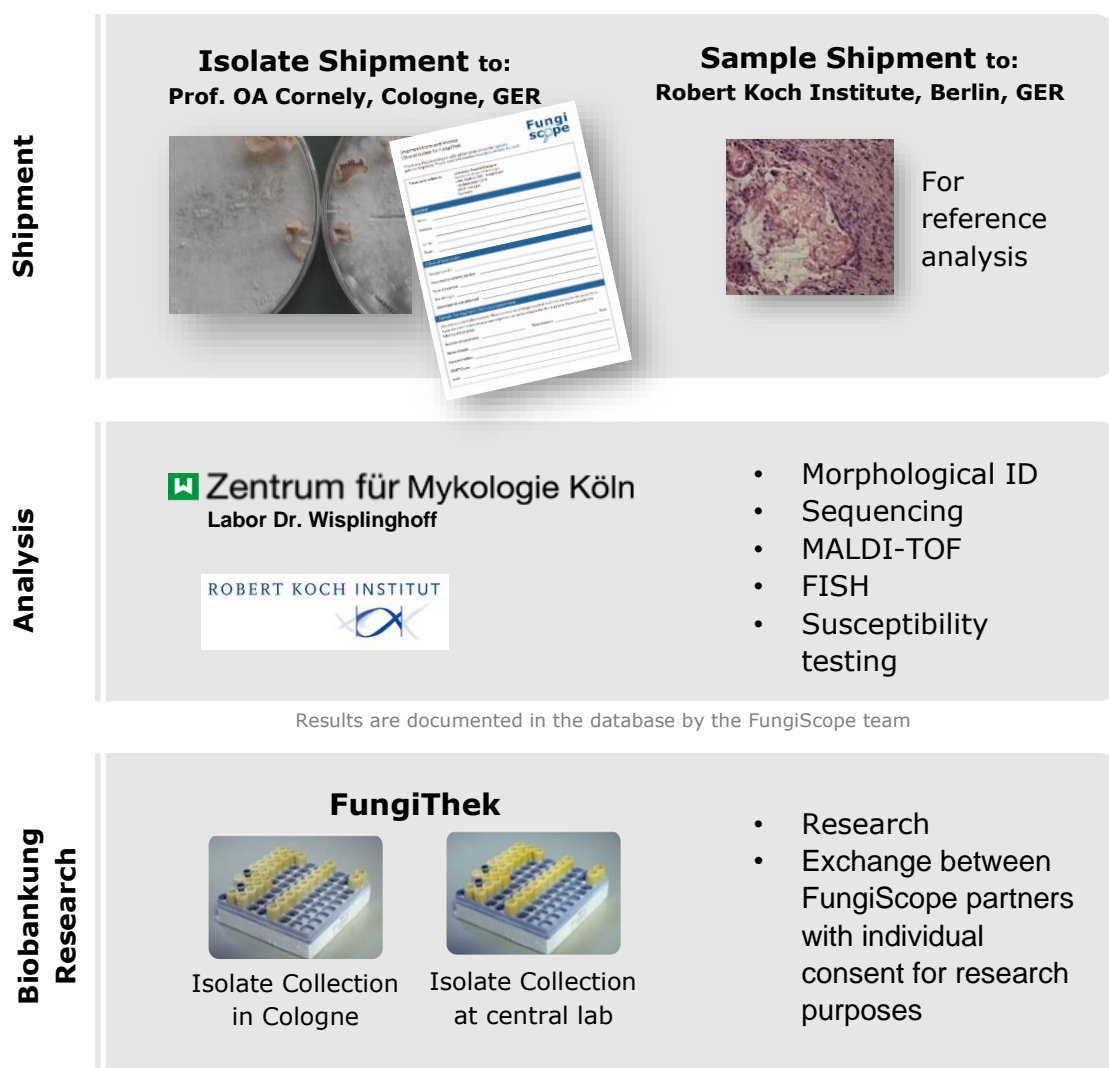 Shipment
Isolate Shipment to:
Prof. OA Cornely, Cologne, GER
Fungi
scope
Sample Shipment to:
Robert Koch Institute, Berlin, GER
For
reference
analysis
Analysis
Zentrum für Mykologie Köln
Labor Dr. Wisplinghoff
ROBERT KOCH INSTITUT
• Morphological ID
• Sequencing
• MALDI-TOF
• FISH
• Susceptibility
testing
Results are documented in the database by the FungiScope team
Biobankung
Research
FungiThek
Isolate Collection
in Cologne
Isolate Collection
at central lab
• Research
• Exchange between
FungiScope partners
with individual
consent for research
purposes